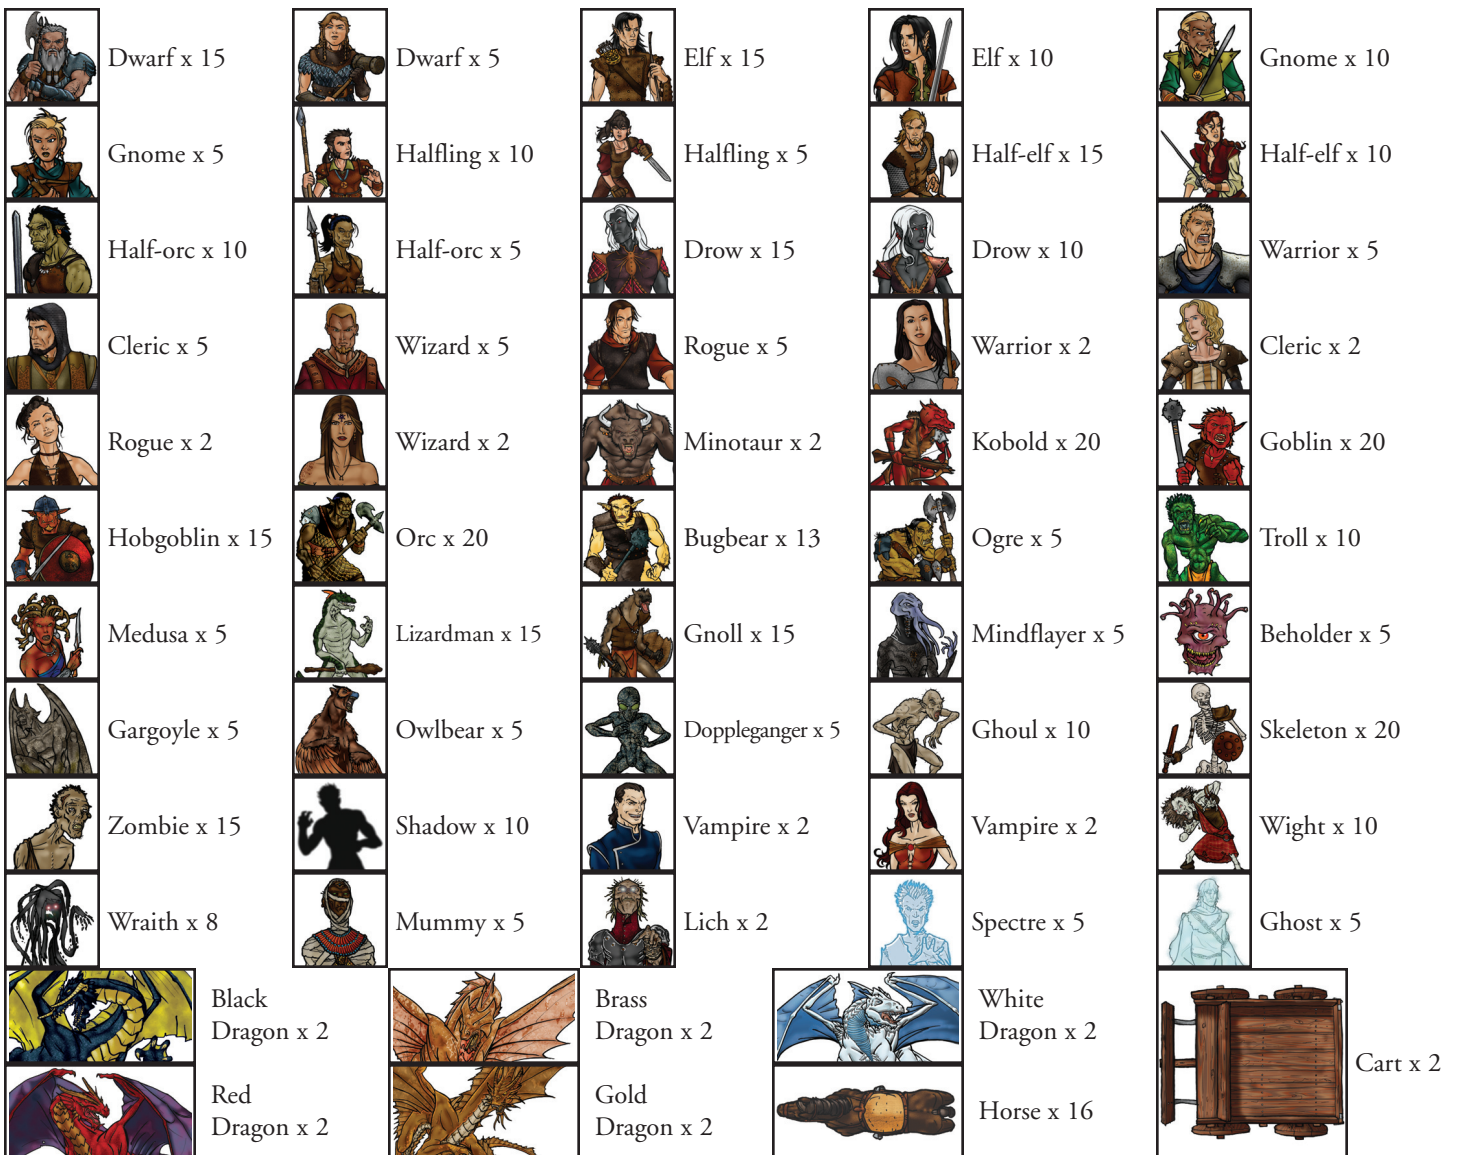 Dwarf x 15
Dwarf x 5
Elf x 15
Elf x 10
Gnome x 10
Gnome x 5
Halfling x 10
Halfling x 5
Half-elf x 15
Half-elf x 10
Half-orc x 10
Half-orc x 5
Drow x 15
Drow x 10
Warrior x 5
Cleric x 5
Wizard x 5
Rogue x 5
Warrior x 2
Cleric x 2
Rogue x 2
Wizard x 2
Minotaur x 2
Kobold x 20
Goblin x 20
Hobgoblin x 15
Orc x 20
Bugbear x 13
Ogre x 5
Troll x 10
Medusa x 5
Lizardman x 15
Gnoll x 15
Mindflayer x 5
Beholder x 5
Gargoyle x 5
Owlbear x 5
Doppleganger x 5
Ghoul x 10
Skeleton x 20
Zombie x 15
Shadow x 10
Vampire x 2
Vampire x 2
Wight x 10
Wraith x 8
Mummy x 5
Lich x 2
Spectre x 5
Ghost x 5
Black
Dragon x 2
Brass
Dragon x 2
White
Dragon x 2
Cart x 2
Red
Dragon x 2
Gold
Dragon x 2
Horse x 16